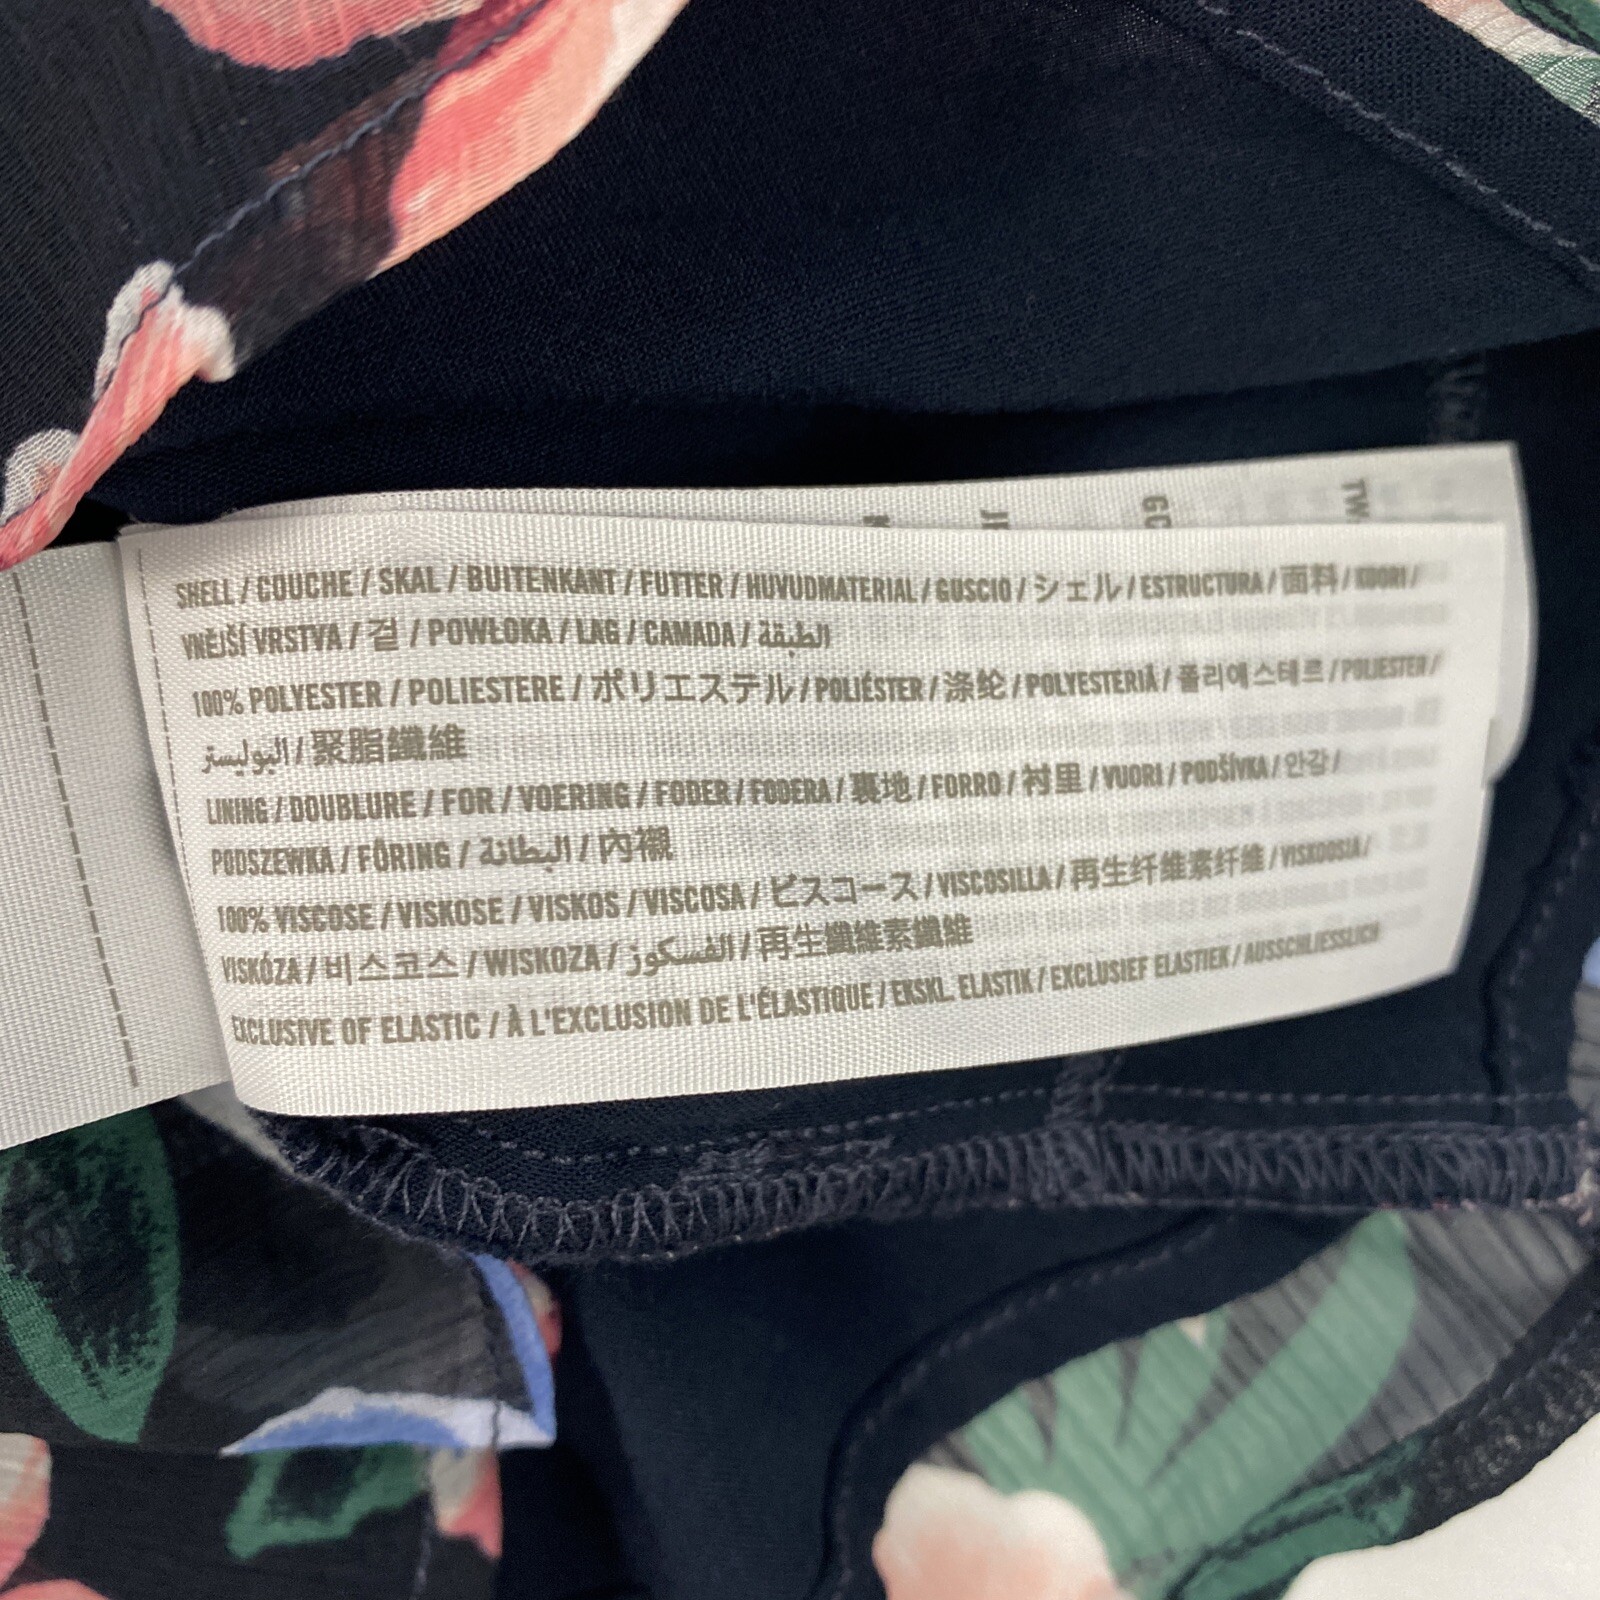 TW
SHELL / COUCHE / SKAL / BUITENKANT / FUTTER / HUVUDMATERIAL / GUSCIO / シェル / ESTRUCTURA / 面料 / KUORI /
VNĚJŠÍ VRSTVA / 겉 / POWŁOKA / LAG / CAMADA / الطبقة
100% POLYESTER / POLIESTERE / ポリエステル / POLIÉSTER / 涤纶 / POLYESTERIÄ / 폴리에스테르 / POLIESTER /
البوليستر / 聚脂纖維
LINING / DOUBLURE / FOR / VOERING / FODER / FODERA / 裏地 / FORRO / 衬里 / VUORI / PODŠÍVKA / 안감 /
PODSZEWKA / FÔRING / البطانة / 內襯
100% VISCOSE / VISKOSE / VISKOS / VISCOSA / ビスコース / VISCOSILLA / 再生纤维素纤维 / VISKOOSIA /
VISKÓZA / 비스코스 / WISKOZA / الفسكوز / 再生纖維素纖維
EXCLUSIVE OF ELASTIC / À L'EXCLUSION DE L'ÉLASTIQUE / EKSKL. ELASTIK / EXCLUSIEF ELASTIEK / AUSSCHLIESSLICH